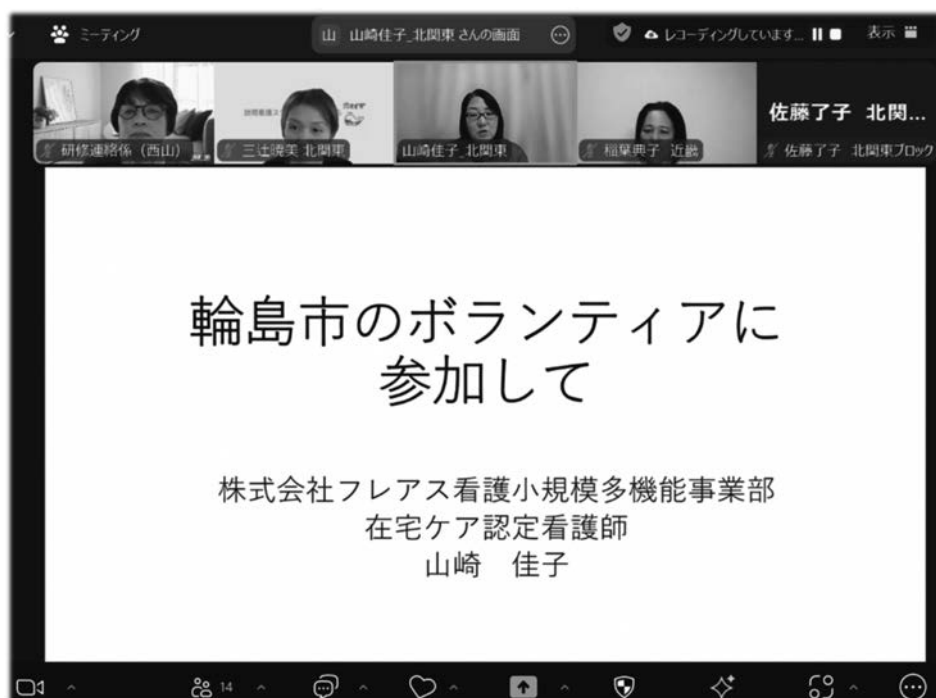 ミーティング
山 山崎佳子_北関東 さんの画面
レコーディングしています...
表示
研修連絡係（西山）
三辻暁美 北関東
山崎佳子_北関東
稲葉典子 近畿
佐藤了子 北関...
佐藤了子 北関東ブロック
輪島市のボランティアに
参加して
株式会社フレアス看護小規模多機能事業部
在宅ケア認定看護師
山崎　佳子
14